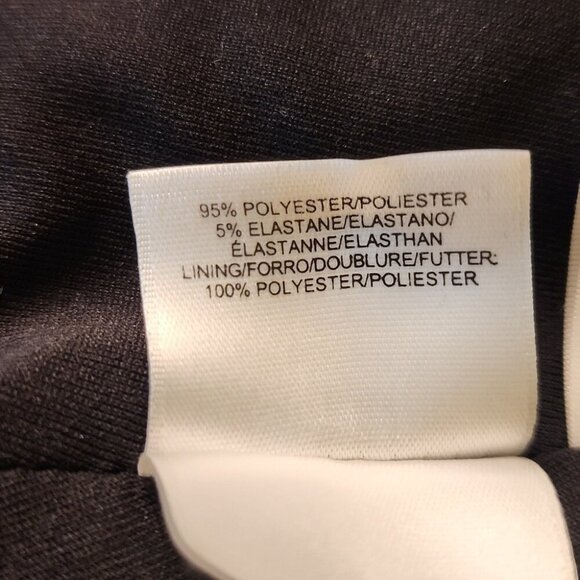 95% POLYESTER/POLIESTER
5% ELASTANE/ELASTANO/
ÉLASTANNE/ELASTHAN
LINING/FORRO/DOUBLURE/FUTTER:
100% POLYESTER/POLIESTER